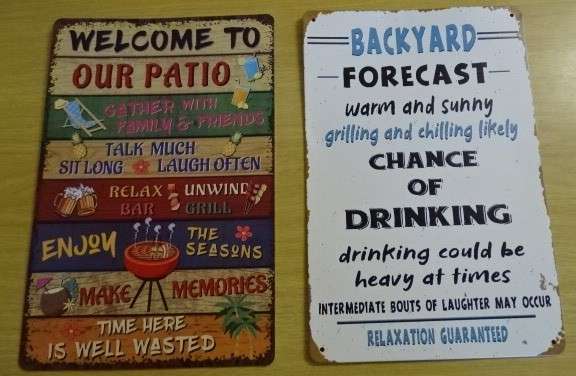 WELCOME TO
OUR PATIO
GATHER WITH
FAMILY & FRIENDS
TALK MUCH
SIT LONG LAUGH OFTEN
RELAX UNWIND
BAR GRILL
ENJOY THE
SEASONS
MAKE MEMORIES
TIME HERE
IS WELL WASTED
BACKYARD
FORECAST
warm and sunny
grilling and chilling likely
CHANCE
OF
DRINKING
drinking could be
heavy at times
INTERMEDIATE BOUTS OF LAUGHTER MAY OCCUR
RELAXATION GUARANTEED